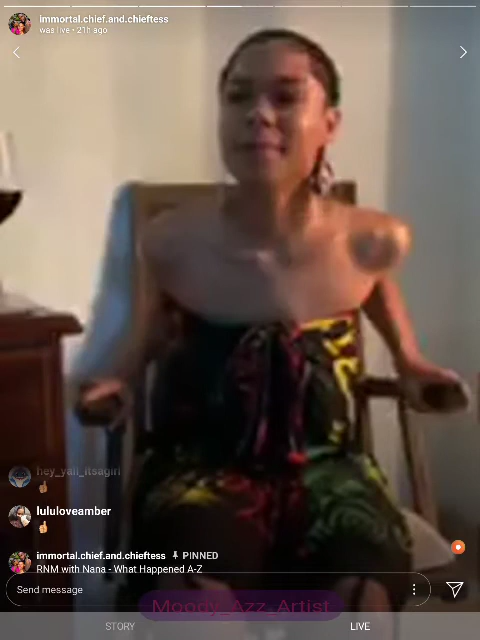 immortal.chief.and.chieftess
was live • 21h ago
hey_yall_itsagirl
lululoveamber
immortal.chief.and.chieftess PINNED
RNM with Nana - What Happened A-Z
Send message
Moody_Azz_Artist
STORY LIVE